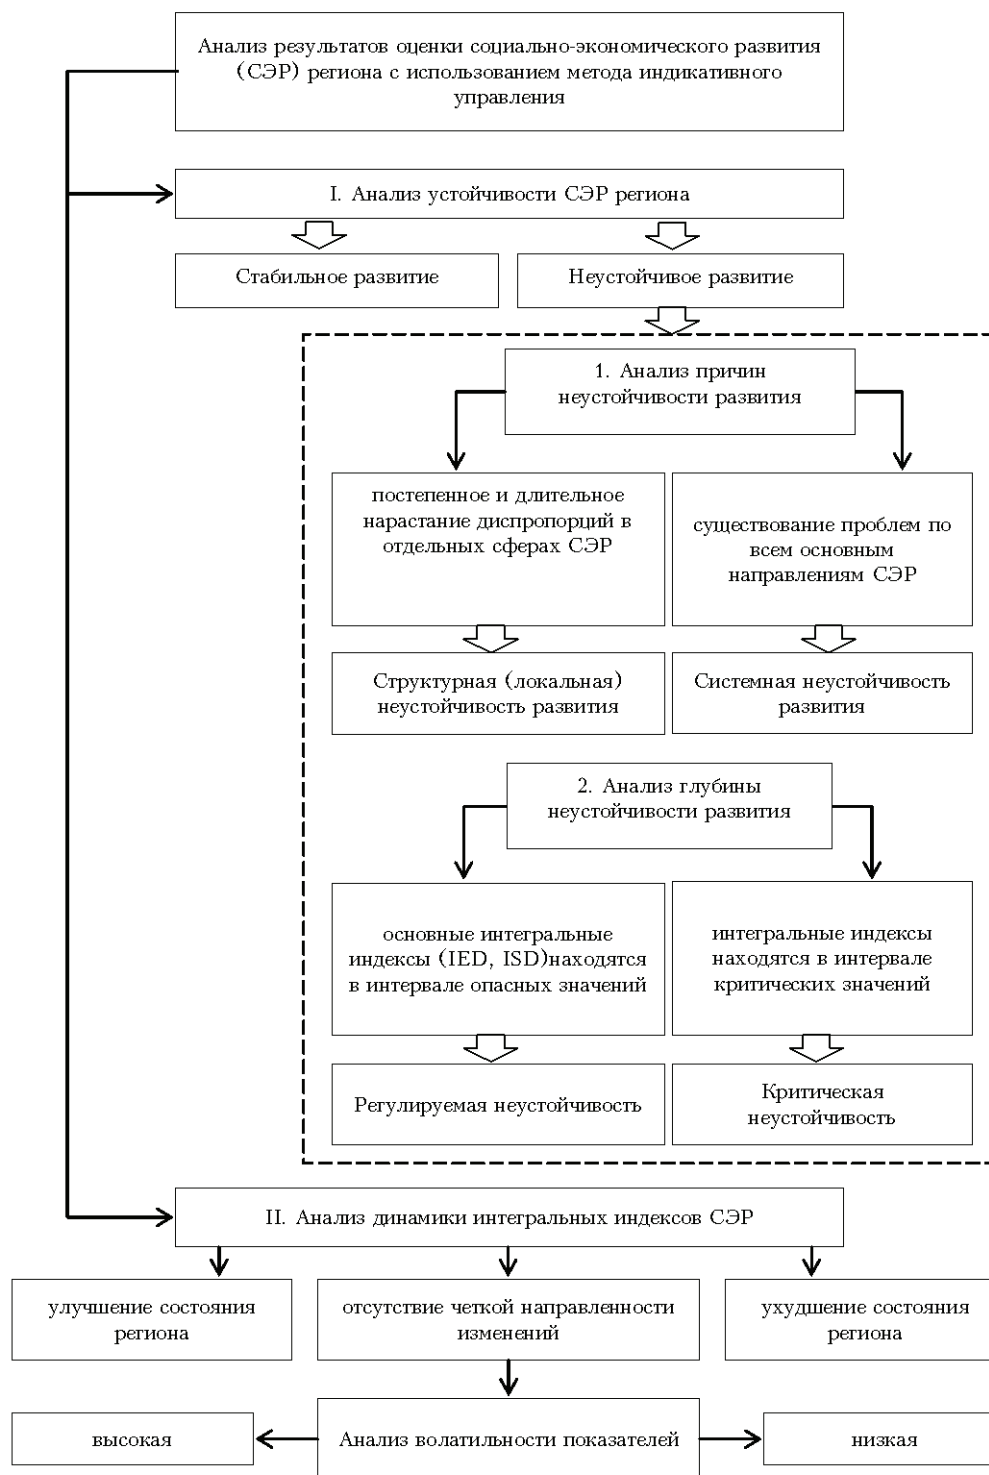 Анализ результатов оценки социально-экономического развития
(СЭР) региона с использованием метода индикативного
управления
I. Анализ устойчивости СЭР региона
Стабильное развитие
Неустойчивое развитие
1. Анализ причин
неустойчивости развития
постепенное и длительное
нарастание диспропорций в
отдельных сферах СЭР
существование проблем по
всем основным
направлениям СЭР
Структурная (локальная)
неустойчивость развития
Системная неустойчивость
развития
2. Анализ глубины
неустойчивости развития
основные интегральные
индексы (IED, ISD)находятся
в интервале опасных значений
интегральные индексы
находятся в интервале
критических значений
Регулируемая неустойчивость
Критическая
неустойчивость
II. Анализ динамики интегральных индексов СЭР
улучшение состояния
региона
отсутствие четкой направленности
изменений
ухудшение состояния
региона
высокая
Анализ волатильности показателей
низкая